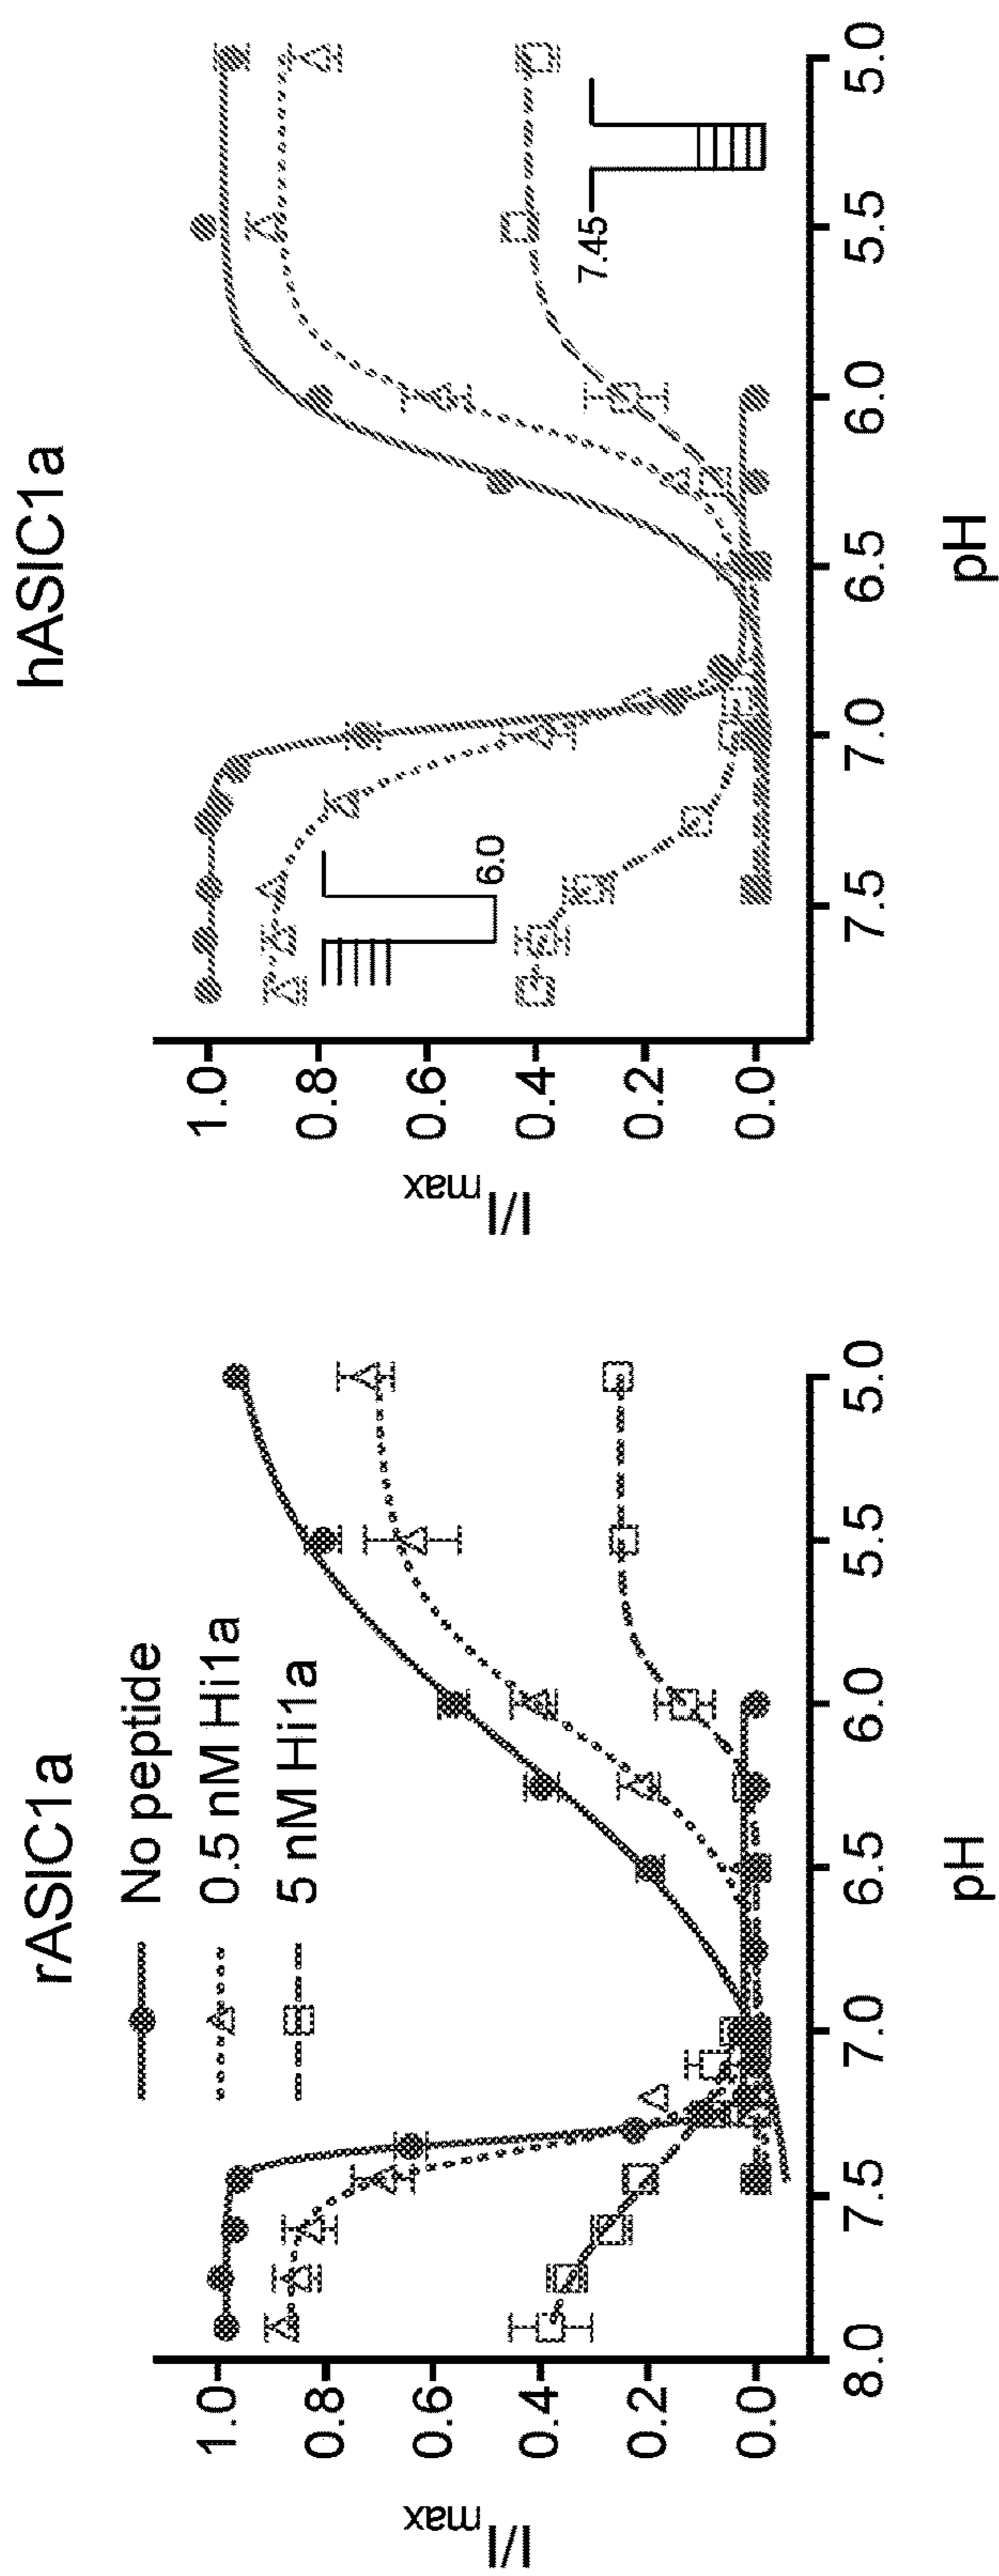 rASIC1a
No peptide
0.5 nM Hi1a
5 nM Hi1a
I/Imax
1.0
0.8
0.6
0.4
0.2
0.0
8.0 7.5 7.0 6.5 6.0 5.5 5.0
pH
hASIC1a
I/Imax
1.0
0.8
0.6
0.4
0.2
0.0
6.0
7.45
7.5 7.0 6.5 6.0 5.5 5.0
pH